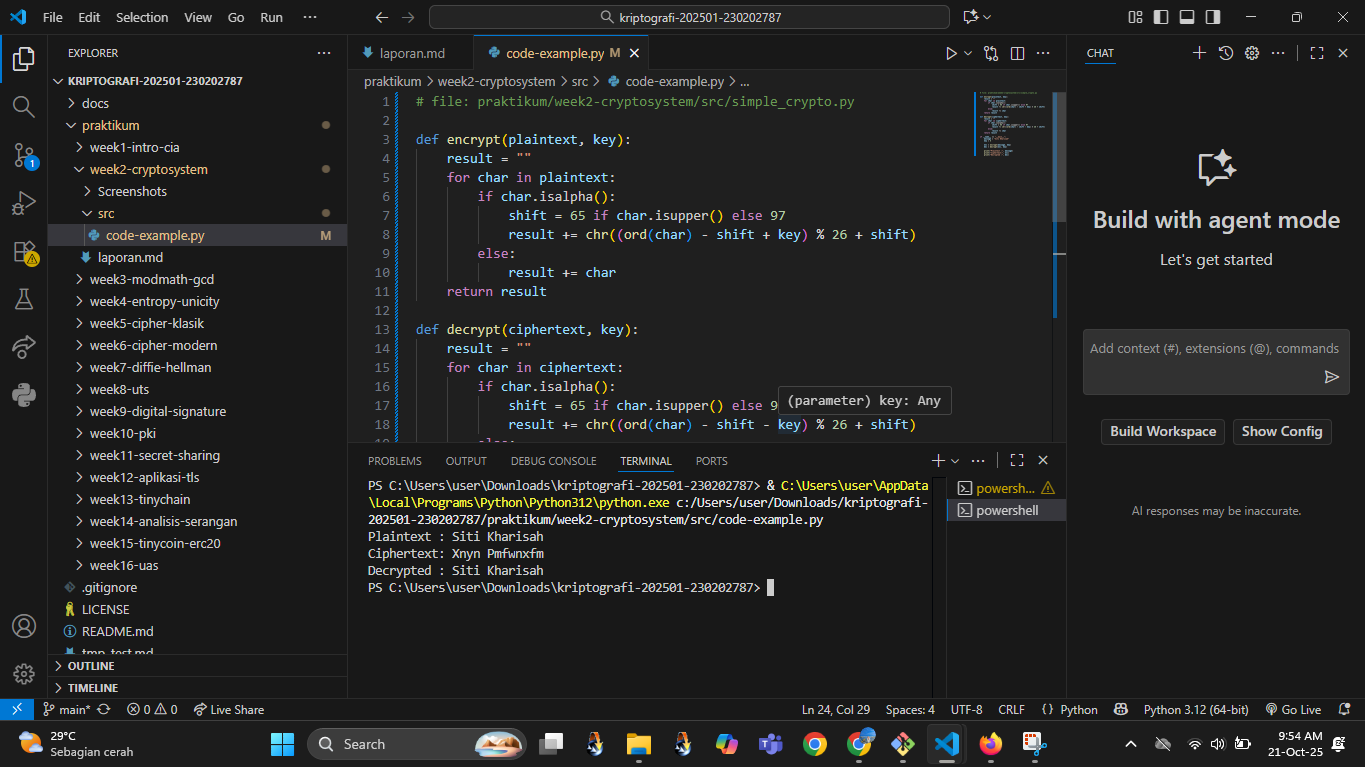 File Edit Selection View Go Run ··· kriptografi-202501-230202787
EXPLORER ···
KRIPTOGRAFI-202501-230202787
docs
praktikum
week1-intro-cia
week2-cryptosystem
Screenshots
src
code-example.py M
laporan.md
week3-modmath-gcd
week4-entropy-unicity
week5-cipher-klasik
week6-cipher-modern
week7-diffie-hellman
week8-uts
week9-digital-signature
week10-pki
week11-secret-sharing
week12-aplikasi-tls
week13-tinychain
week14-analisis-serangan
week15-tinycoin-erc20
week16-uas
.gitignore
LICENSE
README.md
tmp_test.md
OUTLINE
TIMELINE
1
laporan.md code-example.py M
praktikum > week2-cryptosystem > src > code-example.py > ...
1 # file: praktikum/week2-cryptosystem/src/simple_crypto.py
2
3 def encrypt(plaintext, key):
4 result = ""
5 for char in plaintext:
6 if char.isalpha():
7 shift = 65 if char.isupper() else 97
8 result += chr((ord(char) - shift + key) % 26 + shift)
9 else:
10 result += char
11 return result
12
13 def decrypt(ciphertext, key):
14 result = ""
15 for char in ciphertext:
16 if char.isalpha():
17 shift = 65 if char.isupper() else 9
(parameter) key: Any
18 result += chr((ord(char) - shift - key) % 26 + shift)
PROBLEMS OUTPUT DEBUG CONSOLE TERMINAL PORTS
PS C:\Users\user\Downloads\kriptografi-202501-230202787> & C:\Users\user\AppData
\Local\Programs\Python\Python312\python.exe c:/Users/user/Downloads/kriptografi-
202501-230202787/praktikum/week2-cryptosystem/src/code-example.py
Plaintext : Siti Kharisah
Ciphertext: Xnyn Pmfwnxfm
Decrypted : Siti Kharisah
PS C:\Users\user\Downloads\kriptografi-202501-230202787>
powersh...
powershell
CHAT
Build with agent mode
Let's get started
Add context (#), extensions (@), commands
Build Workspace Show Config
AI responses may be inaccurate.
main* 0 0 Live Share Ln 24, Col 29 Spaces: 4 UTF-8 CRLF {} Python Python 3.12 (64-bit) Go Live
29°C
Sebagian cerah
Search
9:54 AM
21-Oct-25